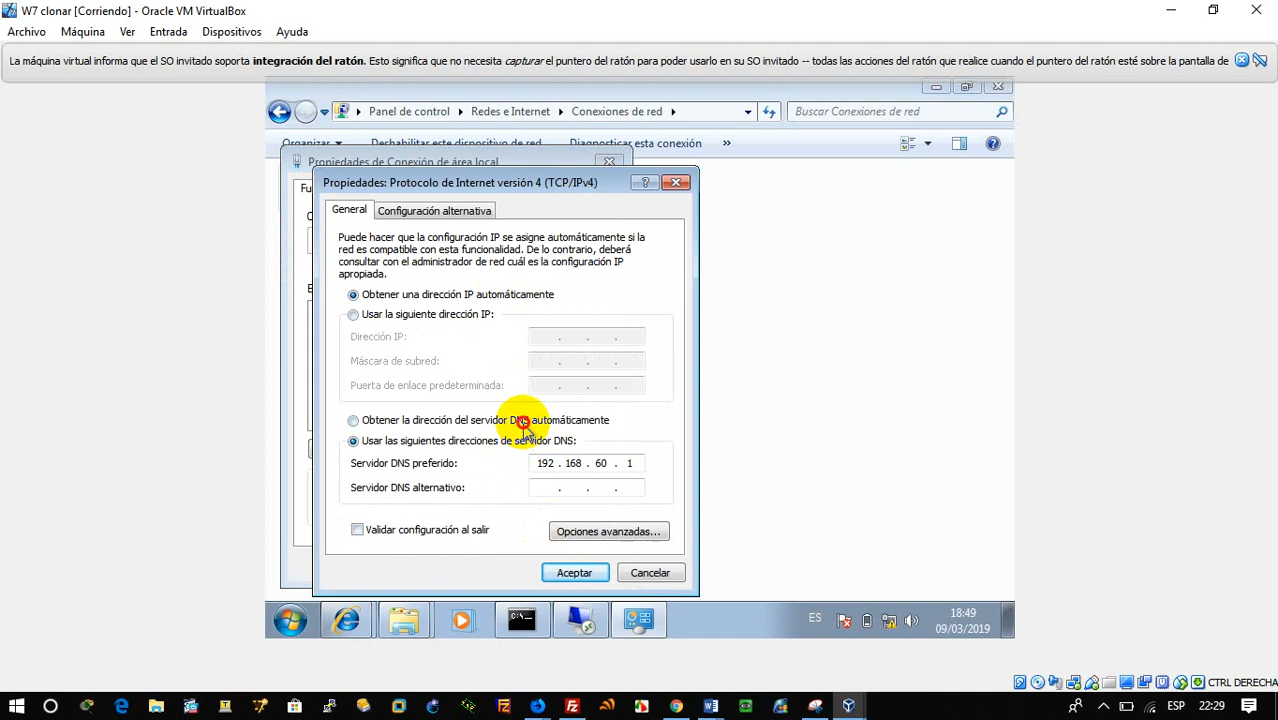 W7 clonar [Corriendo] - Oracle VM VirtualBox
Archivo Máquina Ver Entrada Dispositivos Ayuda
La máquina virtual informa que el SO invitado soporta integración del ratón. Esto significa que no necesita capturar el puntero del ratón para poder usarlo en su SO invitado -- todas las acciones del ratón que realice cuando el puntero del ratón esté sobre la pantalla de
Panel de control Redes e Internet Conexiones de red Buscar Conexiones de red
Organizar Deshabilitar este dispositivo de red Diagnosticar esta conexión »
Propiedades de Conexión de área local
Propiedades: Protocolo de Internet versión 4 (TCP/IPv4)
General Configuración alternativa
Puede hacer que la configuración IP se asigne automáticamente si la
red es compatible con esta funcionalidad. De lo contrario, deberá
consultar con el administrador de red cuál es la configuración IP
apropiada.
Obtener una dirección IP automáticamente
Usar la siguiente dirección IP:
Dirección IP: . . .
Máscara de subred: . . .
Puerta de enlace predeterminada: . . .
Obtener la dirección del servidor DNS automáticamente
Usar las siguientes direcciones de servidor DNS:
Servidor DNS preferido: 192 . 168 . 60 . 1
Servidor DNS alternativo: . . .
Validar configuración al salir Opciones avanzadas...
Aceptar Cancelar
ES 18:49
09/03/2019
CTRL DERECHA
ESP 22:29